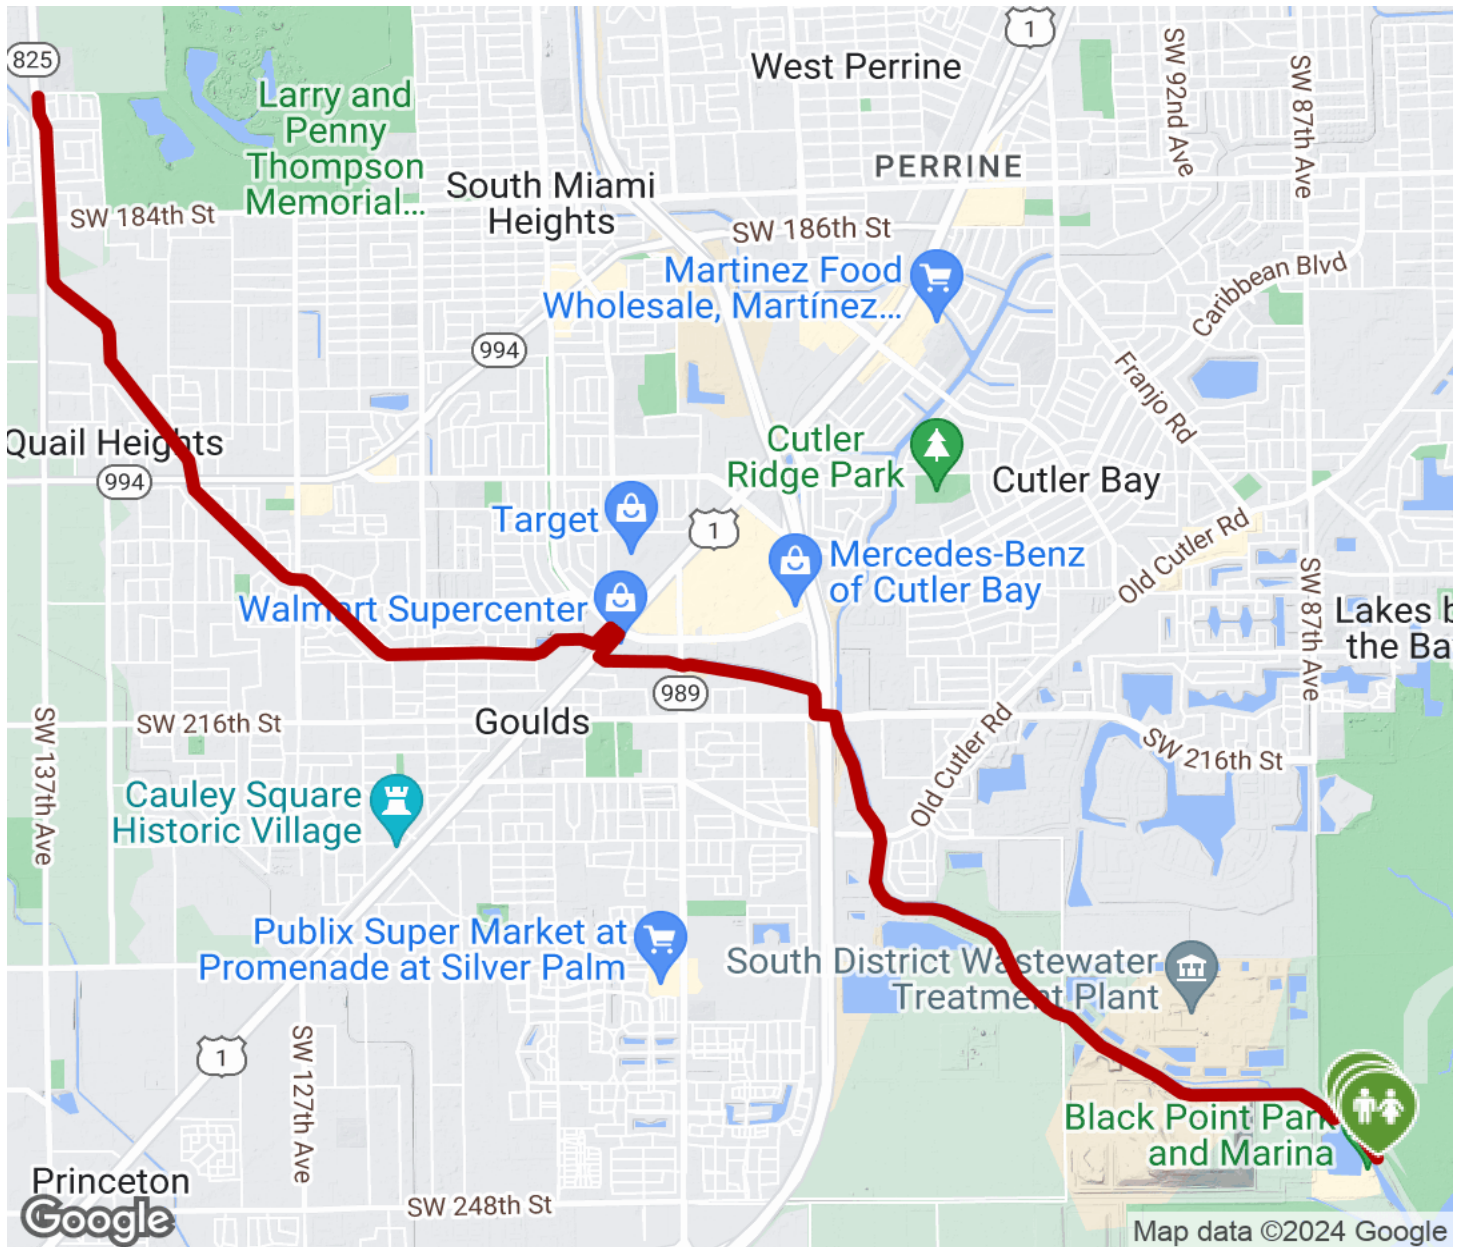 1
825
West Perrine
SW 92nd Ave
SW 87th Ave
Larry and
Penny
Thompson
Memorial...
PERRINE
South Miami
Heights
SW 184th St
SW 186th St
Martinez Food
Wholesale, Martínez...
Caribbean Blvd
994
Franjo Rd
Quail Heights
994
Cutler
Ridge Park
Cutler Bay
Target
1
Old Cutler Rd
Mercedes-Benz
of Cutler Bay
SW 87th Ave
Walmart Supercenter
Lakes b
the Ba
989
SW 216th St
Goulds
SW 137th Ave
Old Cutler Rd
SW 216th St
Cauley Square
Historic Village
Publix Super Market at
Promenade at Silver Palm
South District Wastewater
Treatment Plant
1
SW 127th Ave
Black Point Park
and Marina
Princeton
SW 248th St
Google
Map data ©2024 Google